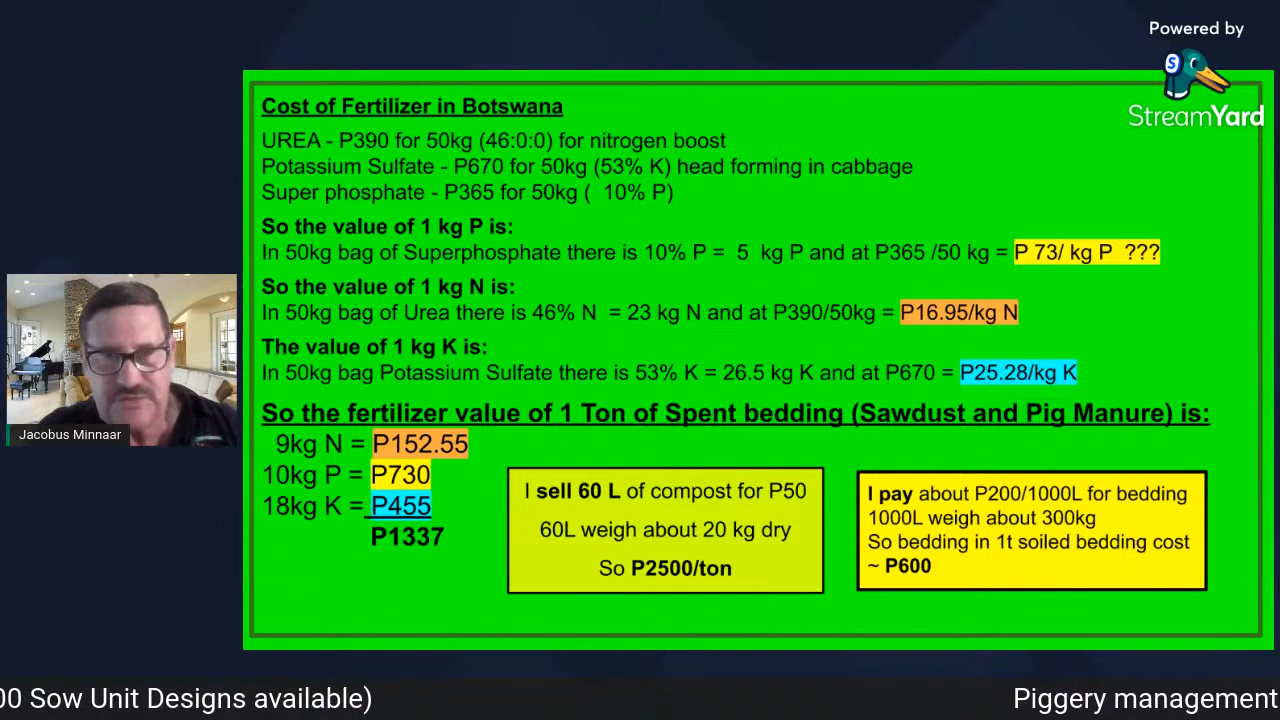 Powered by
StreamYard
Cost of Fertilizer in Botswana
UREA - P390 for 50kg (46:0:0) for nitrogen boost
Potassium Sulfate - P670 for 50kg (53% K) head forming in cabbage
Super phosphate - P365 for 50kg ( 10% P)
So the value of 1 kg P is:
In 50kg bag of Superphosphate there is 10% P = 5 kg P and at P365 /50 kg = P 73/ kg P ???
So the value of 1 kg N is:
In 50kg bag of Urea there is 46% N = 23 kg N and at P390/50kg = P16.95/kg N
The value of 1 kg K is:
In 50kg bag Potassium Sulfate there is 53% K = 26.5 kg K and at P670 = P25.28/kg K
So the fertilizer value of 1 Ton of Spent bedding (Sawdust and Pig Manure) is:
9kg N = P152.55
10kg P = P730
18kg K = P455
P1337
I sell 60 L of compost for P50
60L weigh about 20 kg dry
So P2500/ton
I pay about P200/1000L for bedding
1000L weigh about 300kg
So bedding in 1t soiled bedding cost
~ P600
Jacobus Minnaar
00 Sow Unit Designs available)
Piggery management